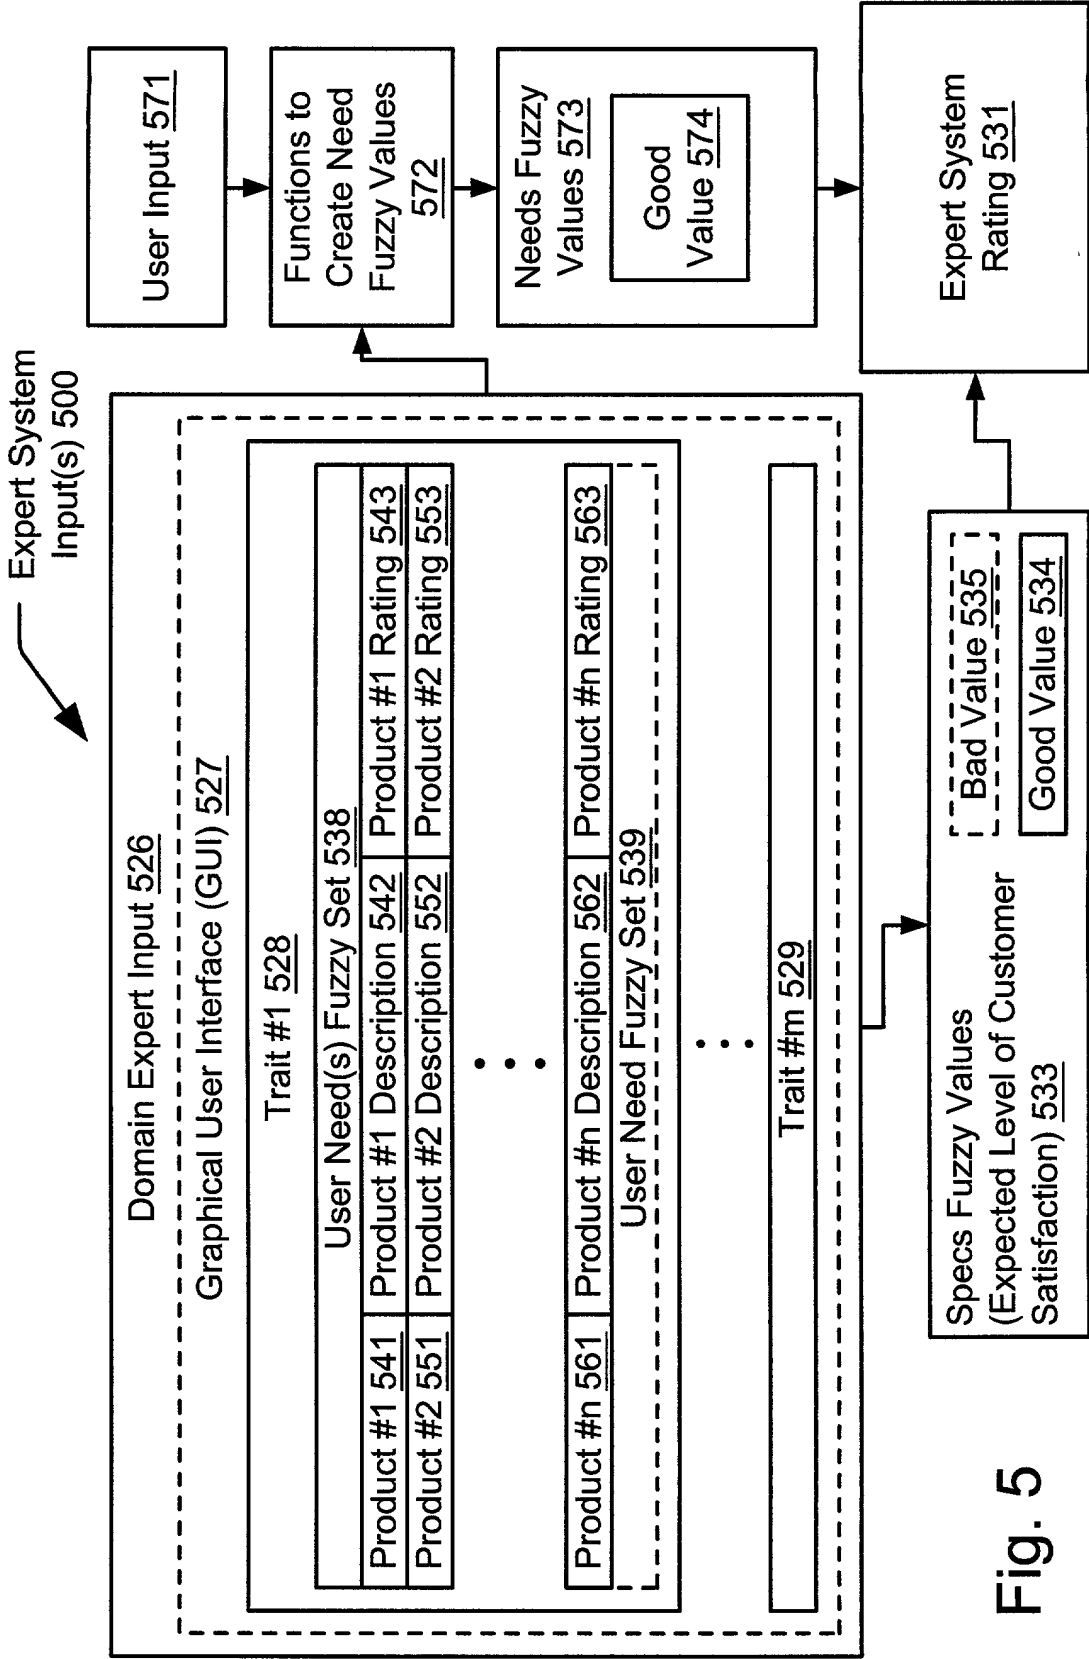 Expert System
Input(s) 500
Domain Expert Input 526
Graphical User Interface (GUI) 527
Trait #1 528
User Need(s) Fuzzy Set 538
Product #1 541
Product #1 Description 542
Product #1 Rating 543
Product #2 551
Product #2 Description 552
Product #2 Rating 553
• • •
Product #n 561
Product #n Description 562
Product #n Rating 563
User Need Fuzzy Set 539
• • •
Trait #m 529
User Input 571
Functions to
Create Need
Fuzzy Values
572
Needs Fuzzy
Values 573
Good
Value 574
Expert System
Rating 531
Specs Fuzzy Values
(Expected Level of Customer
Satisfaction) 533
Bad Value 535
Good Value 534
Fig. 5